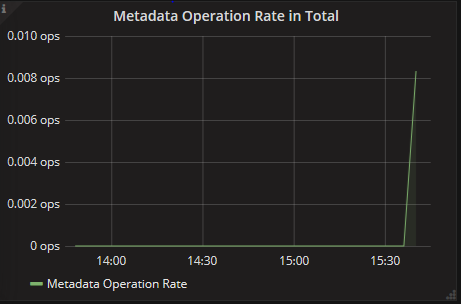 i
Metadata Operation Rate in Total
0.010 ops
0.008 ops
0.006 ops
0.004 ops
0.002 ops
0 ops
14:00 14:30 15:00 15:30
Metadata Operation Rate